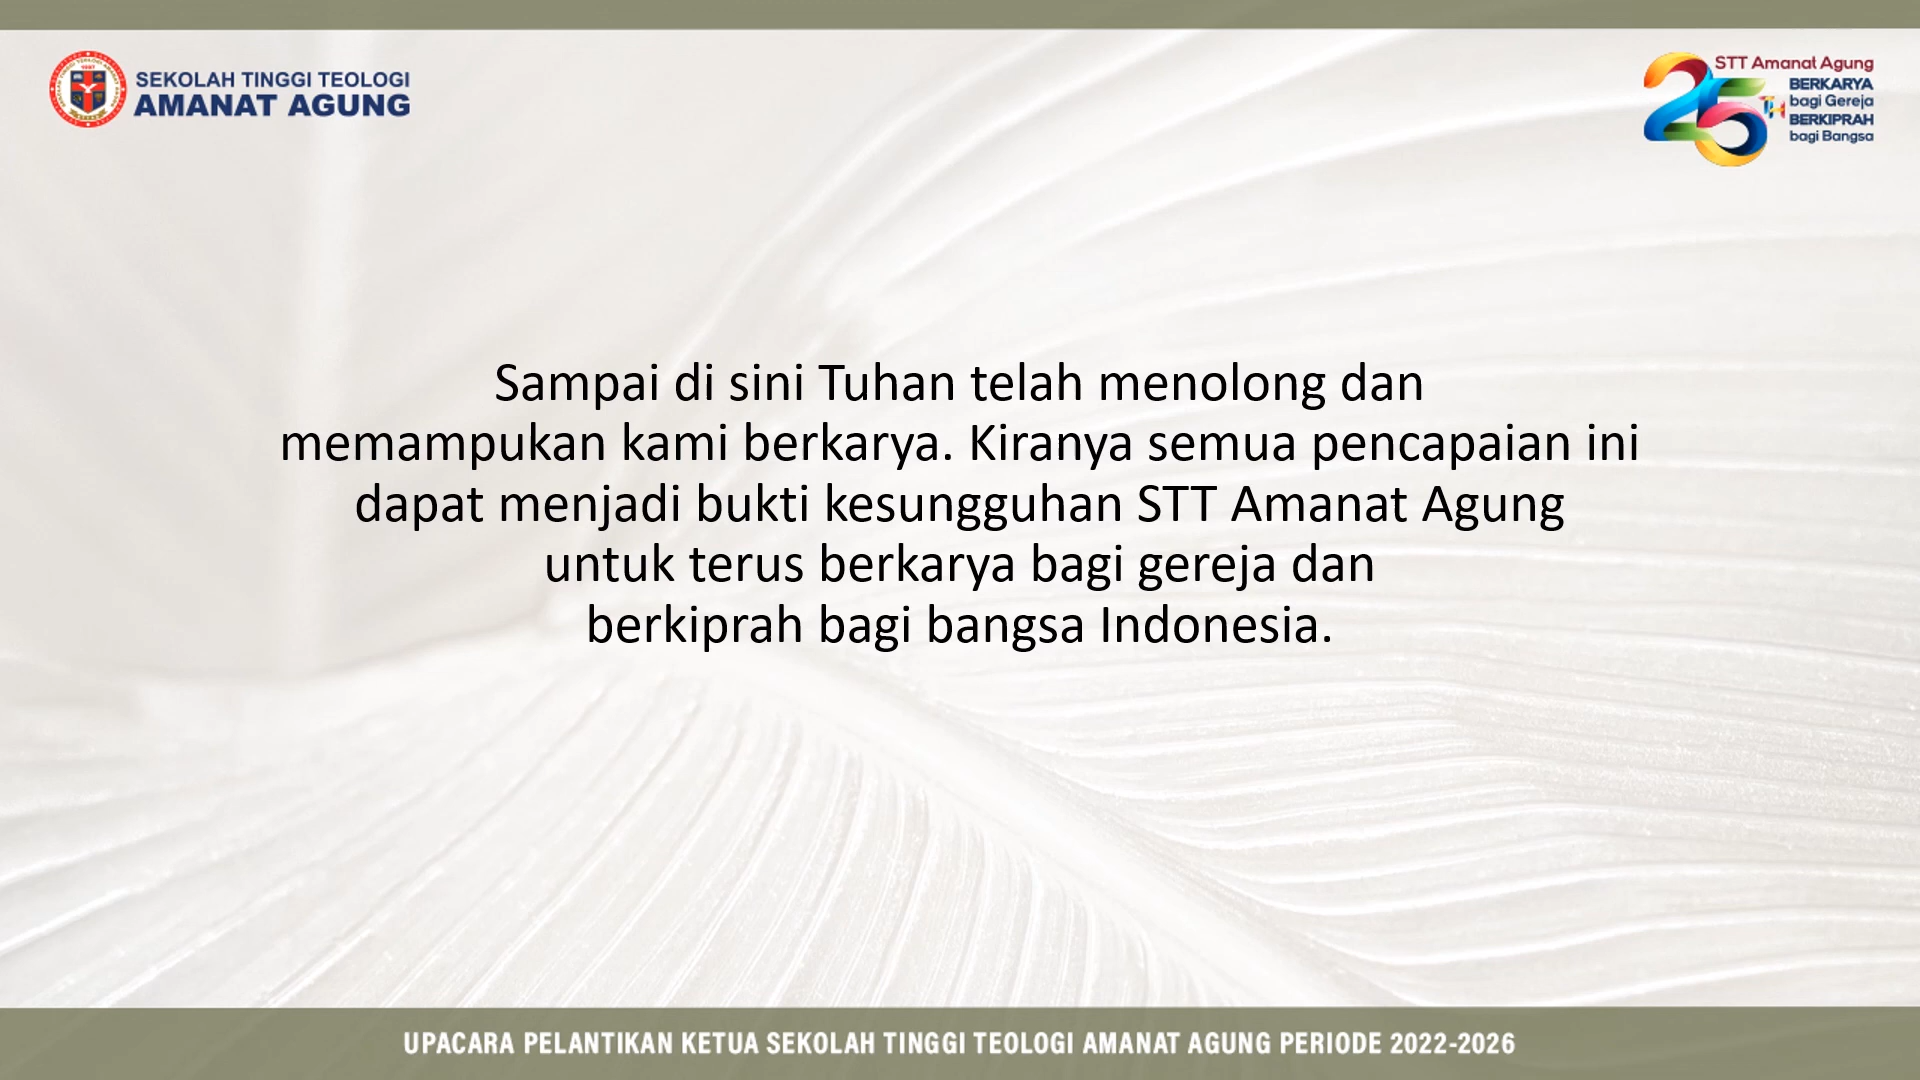 SEKOLAH TINGGI TEOLOGI
AMANAT AGUNG
25TH
STT Amanat Agung
BERKARYA
bagi Gereja
BERKIPRAH
bagi Bangsa
Sampai di sini Tuhan telah menolong dan
memampukan kami berkarya. Kiranya semua pencapaian ini
dapat menjadi bukti kesungguhan STT Amanat Agung
untuk terus berkarya bagi gereja dan
berkiprah bagi bangsa Indonesia.
UPACARA PELANTIKAN KETUA SEKOLAH TINGGI TEOLOGI AMANAT AGUNG PERIODE 2022-2026